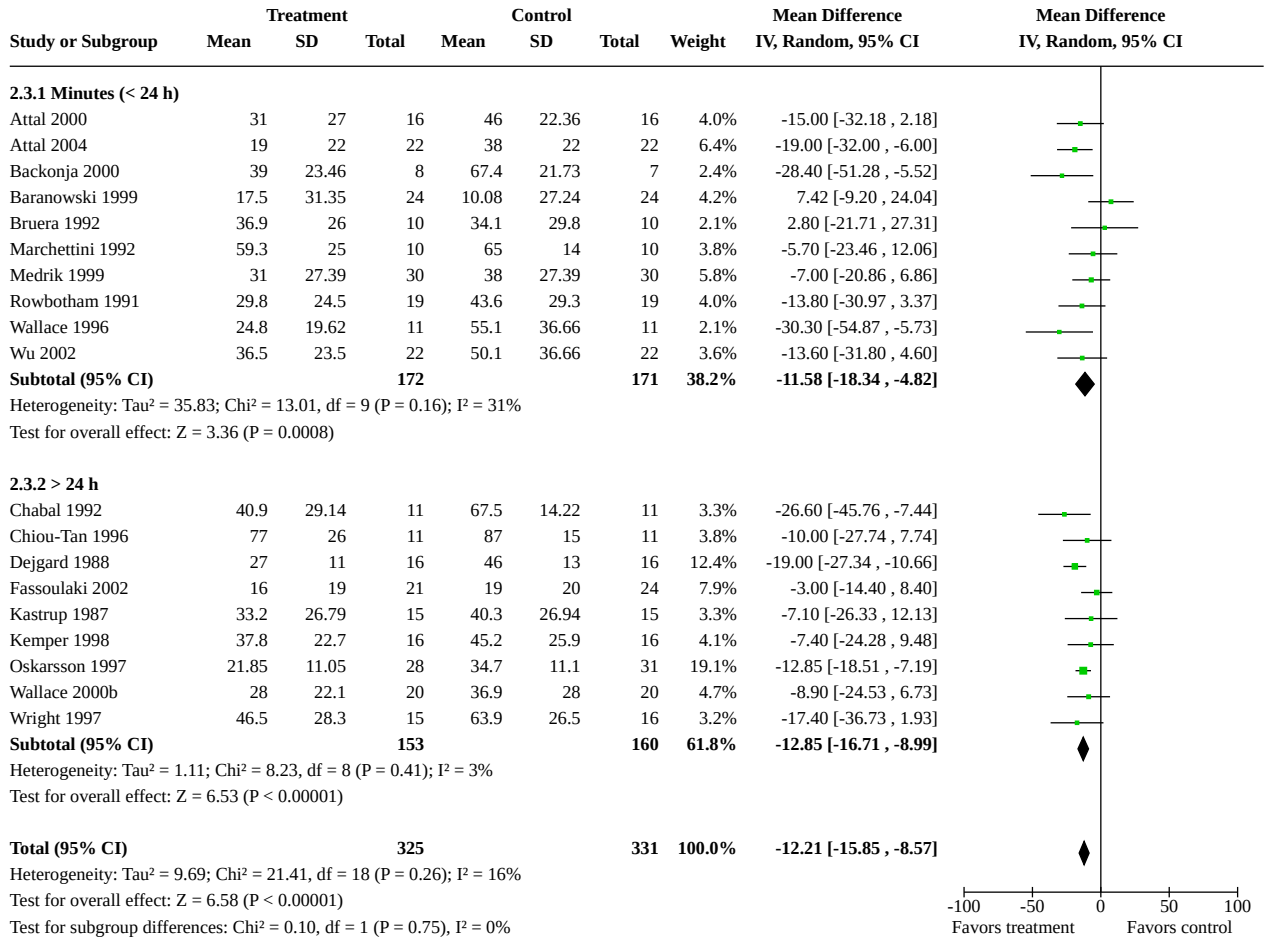 Treatment Control Mean Difference Mean Difference
Study or Subgroup Mean SD Total Mean SD Total Weight IV, Random, 95% CI IV, Random, 95% CI
2.3.1 Minutes (< 24 h)
Attal 2000 31 27 16 46 22.36 16 4.0% -15.00 [-32.18 , 2.18]
Attal 2004 19 22 22 38 22 22 6.4% -19.00 [-32.00 , -6.00]
Backonja 2000 39 23.46 8 67.4 21.73 7 2.4% -28.40 [-51.28 , -5.52]
Baranowski 1999 17.5 31.35 24 10.08 27.24 24 4.2% 7.42 [-9.20 , 24.04]
Bruera 1992 36.9 26 10 34.1 29.8 10 2.1% 2.80 [-21.71 , 27.31]
Marchettini 1992 59.3 25 10 65 14 10 3.8% -5.70 [-23.46 , 12.06]
Medrik 1999 31 27.39 30 38 27.39 30 5.8% -7.00 [-20.86 , 6.86]
Rowbotham 1991 29.8 24.5 19 43.6 29.3 19 4.0% -13.80 [-30.97 , 3.37]
Wallace 1996 24.8 19.62 11 55.1 36.66 11 2.1% -30.30 [-54.87 , -5.73]
Wu 2002 36.5 23.5 22 50.1 36.66 22 3.6% -13.60 [-31.80 , 4.60]
Subtotal (95% CI) 172 171 38.2% -11.58 [-18.34 , -4.82]
Heterogeneity: Tau² = 35.83; Chi² = 13.01, df = 9 (P = 0.16); I² = 31%
Test for overall effect: Z = 3.36 (P = 0.0008)
2.3.2 > 24 h
Chabal 1992 40.9 29.14 11 67.5 14.22 11 3.3% -26.60 [-45.76 , -7.44]
Chiou-Tan 1996 77 26 11 87 15 11 3.8% -10.00 [-27.74 , 7.74]
Dejgard 1988 27 11 16 46 13 16 12.4% -19.00 [-27.34 , -10.66]
Fassoulaki 2002 16 19 21 19 20 24 7.9% -3.00 [-14.40 , 8.40]
Kastrup 1987 33.2 26.79 15 40.3 26.94 15 3.3% -7.10 [-26.33 , 12.13]
Kemper 1998 37.8 22.7 16 45.2 25.9 16 4.1% -7.40 [-24.28 , 9.48]
Oskarsson 1997 21.85 11.05 28 34.7 11.1 31 19.1% -12.85 [-18.51 , -7.19]
Wallace 2000b 28 22.1 20 36.9 28 20 4.7% -8.90 [-24.53 , 6.73]
Wright 1997 46.5 28.3 15 63.9 26.5 16 3.2% -17.40 [-36.73 , 1.93]
Subtotal (95% CI) 153 160 61.8% -12.85 [-16.71 , -8.99]
Heterogeneity: Tau² = 1.11; Chi² = 8.23, df = 8 (P = 0.41); I² = 3%
Test for overall effect: Z = 6.53 (P < 0.00001)
Total (95% CI) 325 331 100.0% -12.21 [-15.85 , -8.57]
Heterogeneity: Tau² = 9.69; Chi² = 21.41, df = 18 (P = 0.26); I² = 16%
Test for overall effect: Z = 6.58 (P < 0.00001)
Test for subgroup differences: Chi² = 0.10, df = 1 (P = 0.75), I² = 0%
-100 -50 0 50 100
Favors treatment Favors control